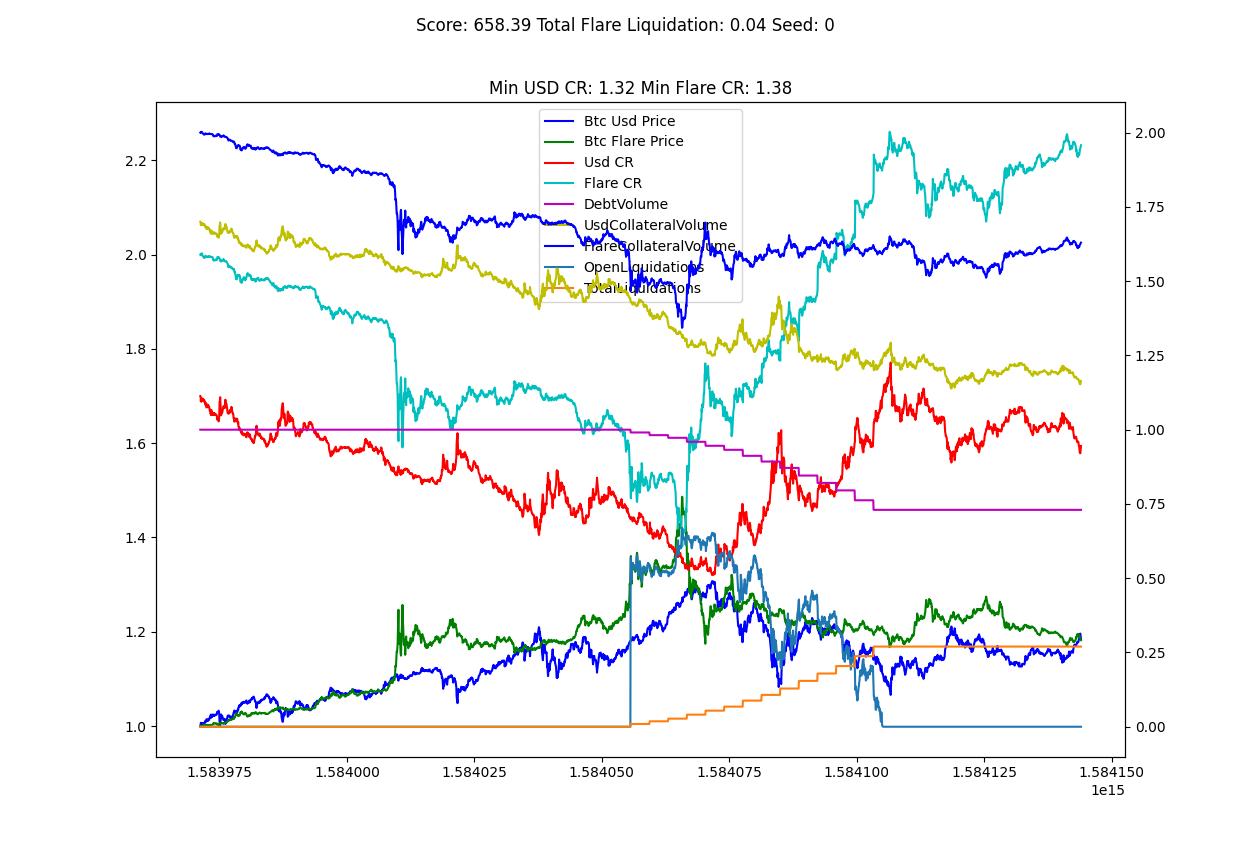 Score: 658.39 Total Flare Liquidation: 0.04 Seed: 0
Min USD CR: 1.32 Min Flare CR: 1.38
Btc Usd Price
Btc Flare Price
Usd CR
Flare CR
DebtVolume
UsdCollateralVolume
FlareCollateralVolume
OpenLiquidations
TotalLiquidations
2.2
2.0
1.8
1.6
1.4
1.2
1.0
2.00
1.75
1.50
1.25
1.00
0.75
0.50
0.25
0.00
1.583975 1.584000 1.584025 1.584050 1.584075 1.584100 1.584125 1.584150
1e15